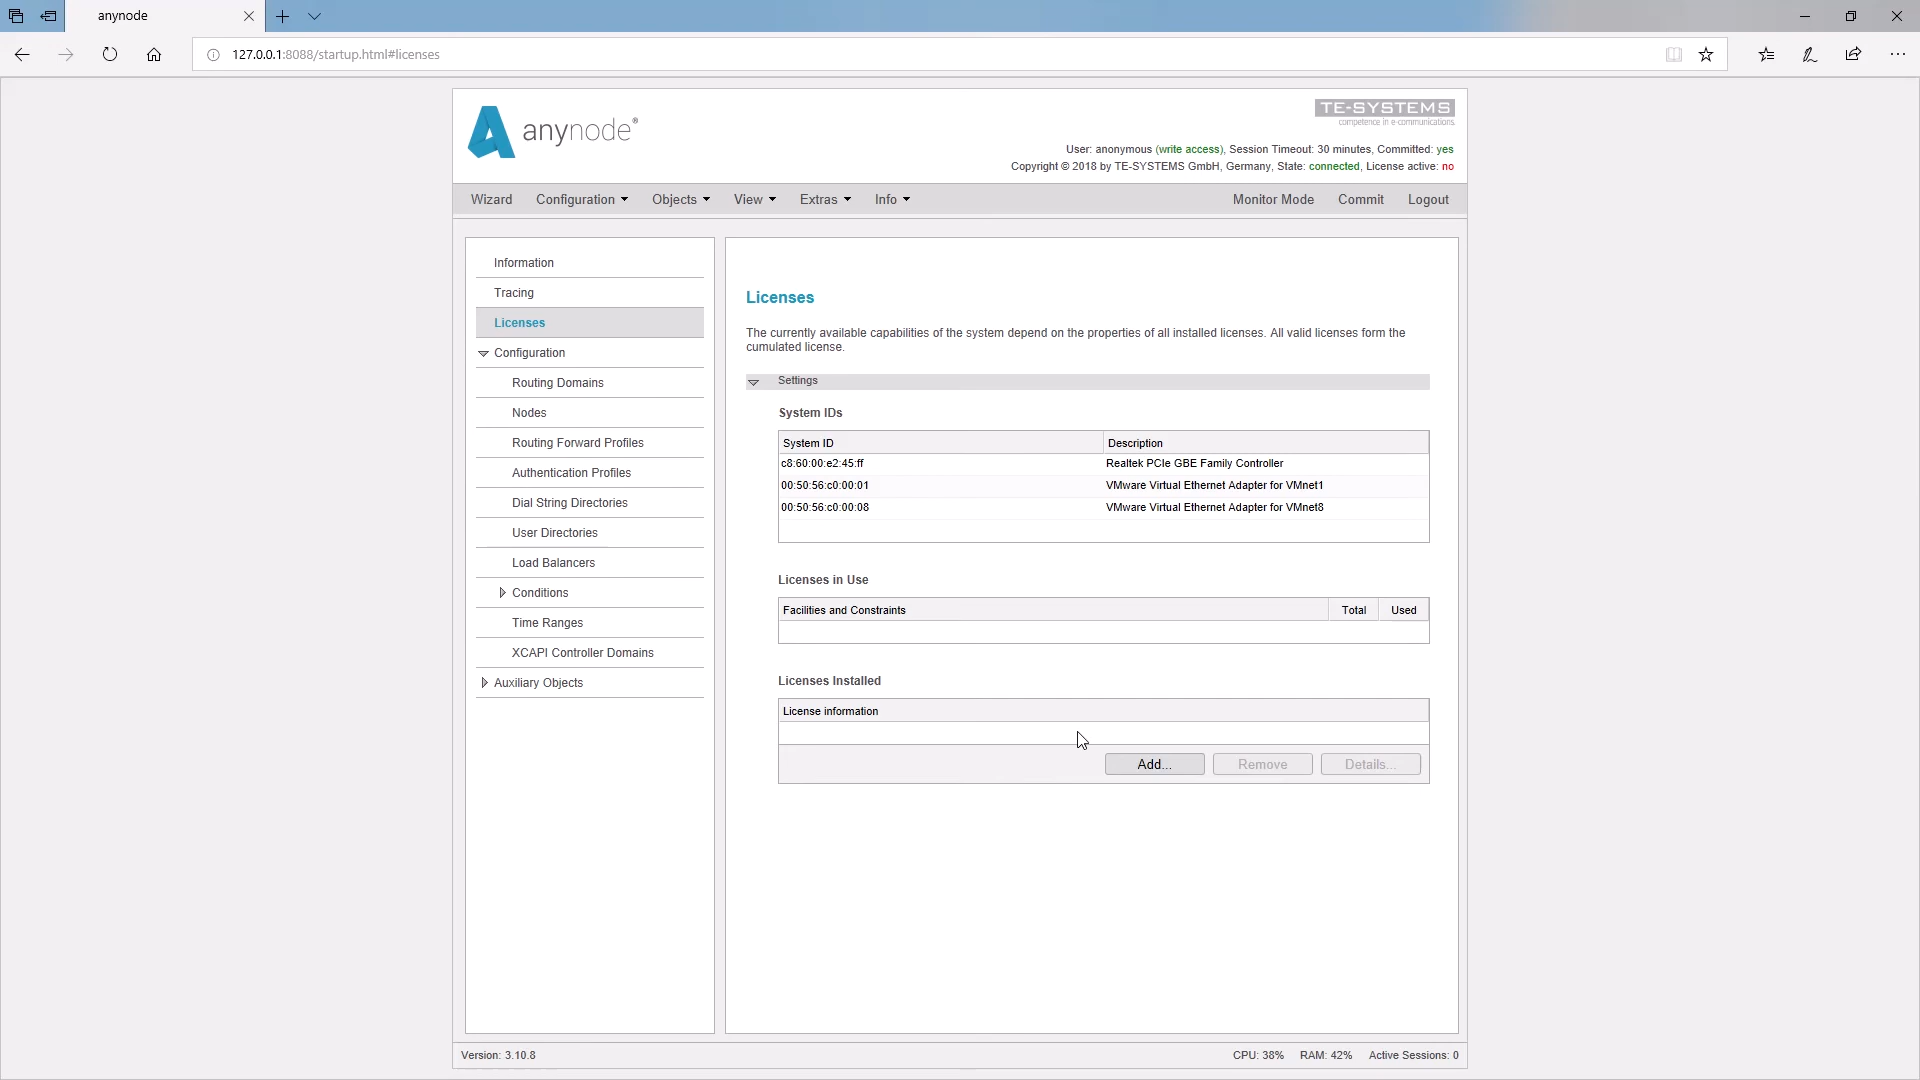 anynode
127.0.0.1:8088/startup.html#licenses
anynode®
TE-SYSTEMS
competence in e-communications
User: anonymous (write access), Session Timeout: 30 minutes, Committed: yes
Copyright © 2018 by TE-SYSTEMS GmbH, Germany, State: connected, License active: no
Wizard Configuration Objects View Extras Info Monitor Mode Commit Logout
Information
Tracing
Licenses
Configuration
Routing Domains
Nodes
Routing Forward Profiles
Authentication Profiles
Dial String Directories
User Directories
Load Balancers
Conditions
Time Ranges
XCAPI Controller Domains
Auxiliary Objects
Licenses
The currently available capabilities of the system depend on the properties of all installed licenses. All valid licenses form the
cumulated license.
Settings
System IDs
System ID Description
c8:60:00:e2:45:ff Realtek PCIe GBE Family Controller
00:50:56:c0:00:01 VMware Virtual Ethernet Adapter for VMnet1
00:50:56:c0:00:08 VMware Virtual Ethernet Adapter for VMnet8
Licenses in Use
Facilities and Constraints Total Used
Licenses Installed
License information
Add... Remove Details...
Version: 3.10.8 CPU: 38% RAM: 42% Active Sessions: 0